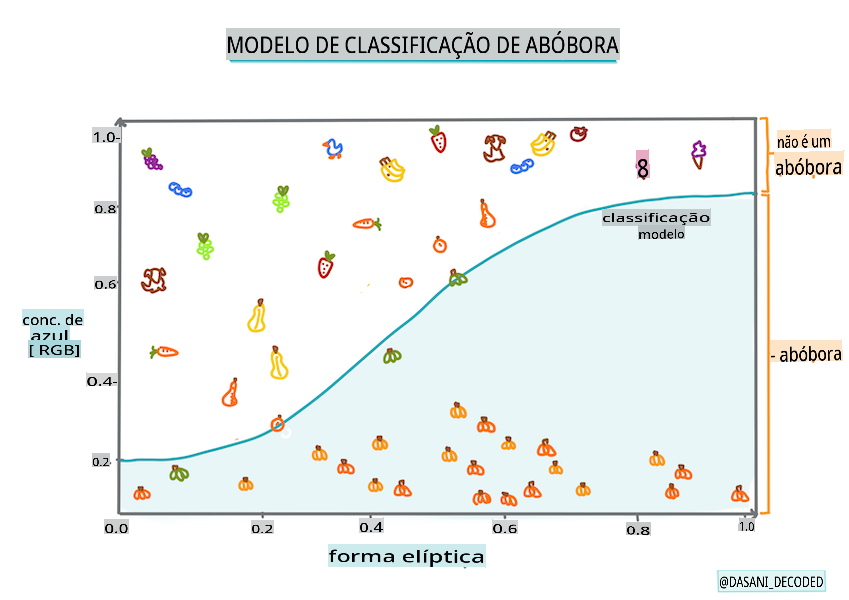 MODELO DE CLASSIFICAÇÃO DE ABÓBORA
1.0-
não é um
abóbora
8
0.8
classificação
modelo
0.6
conc. de
azul
[ RGB]
- abóbora
0.4-
0.2
0.0
0.2
0.4
0.6
0.8
1.0
forma elíptica
@DASANI_DECODED